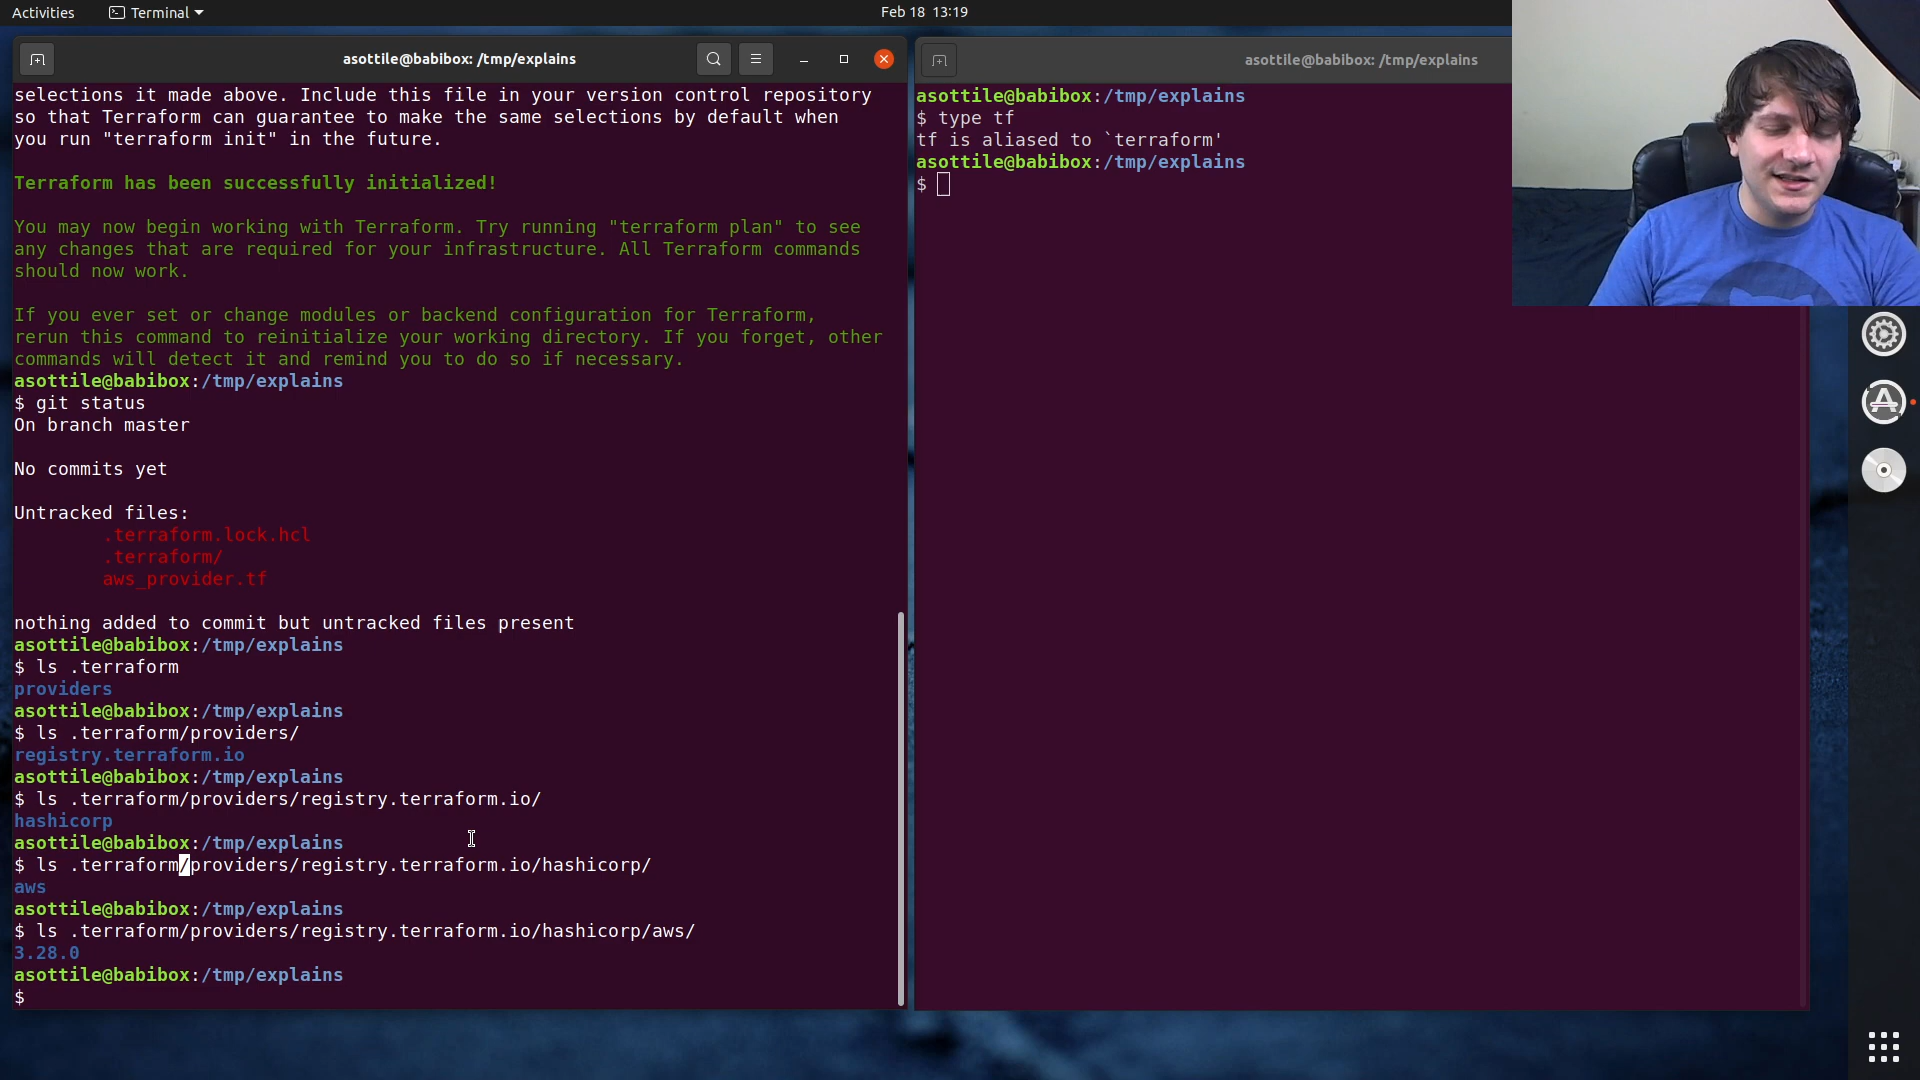 Activities
Terminal
Feb 18 13:19
asottile@babibox: /tmp/explains
selections it made above. Include this file in your version control repository
so that Terraform can guarantee to make the same selections by default when
you run "terraform init" in the future.
Terraform has been successfully initialized!
You may now begin working with Terraform. Try running "terraform plan" to see
any changes that are required for your infrastructure. All Terraform commands
should now work.
If you ever set or change modules or backend configuration for Terraform,
rerun this command to reinitialize your working directory. If you forget, other
commands will detect it and remind you to do so if necessary.
asottile@babibox:/tmp/explains
$ git status
On branch master
No commits yet
Untracked files:
.terraform.lock.hcl
.terraform/
aws_provider.tf
nothing added to commit but untracked files present
asottile@babibox:/tmp/explains
$ ls .terraform
providers
asottile@babibox:/tmp/explains
$ ls .terraform/providers/
registry.terraform.io
asottile@babibox:/tmp/explains
$ ls .terraform/providers/registry.terraform.io/
hashicorp
asottile@babibox:/tmp/explains
$ ls .terraform/providers/registry.terraform.io/hashicorp/
aws
asottile@babibox:/tmp/explains
$ ls .terraform/providers/registry.terraform.io/hashicorp/aws/
3.28.0
asottile@babibox:/tmp/explains
$
asottile@babibox: /tmp/explains
asottile@babibox:/tmp/explains
$ type tf
tf is aliased to `terraform'
asottile@babibox:/tmp/explains
$